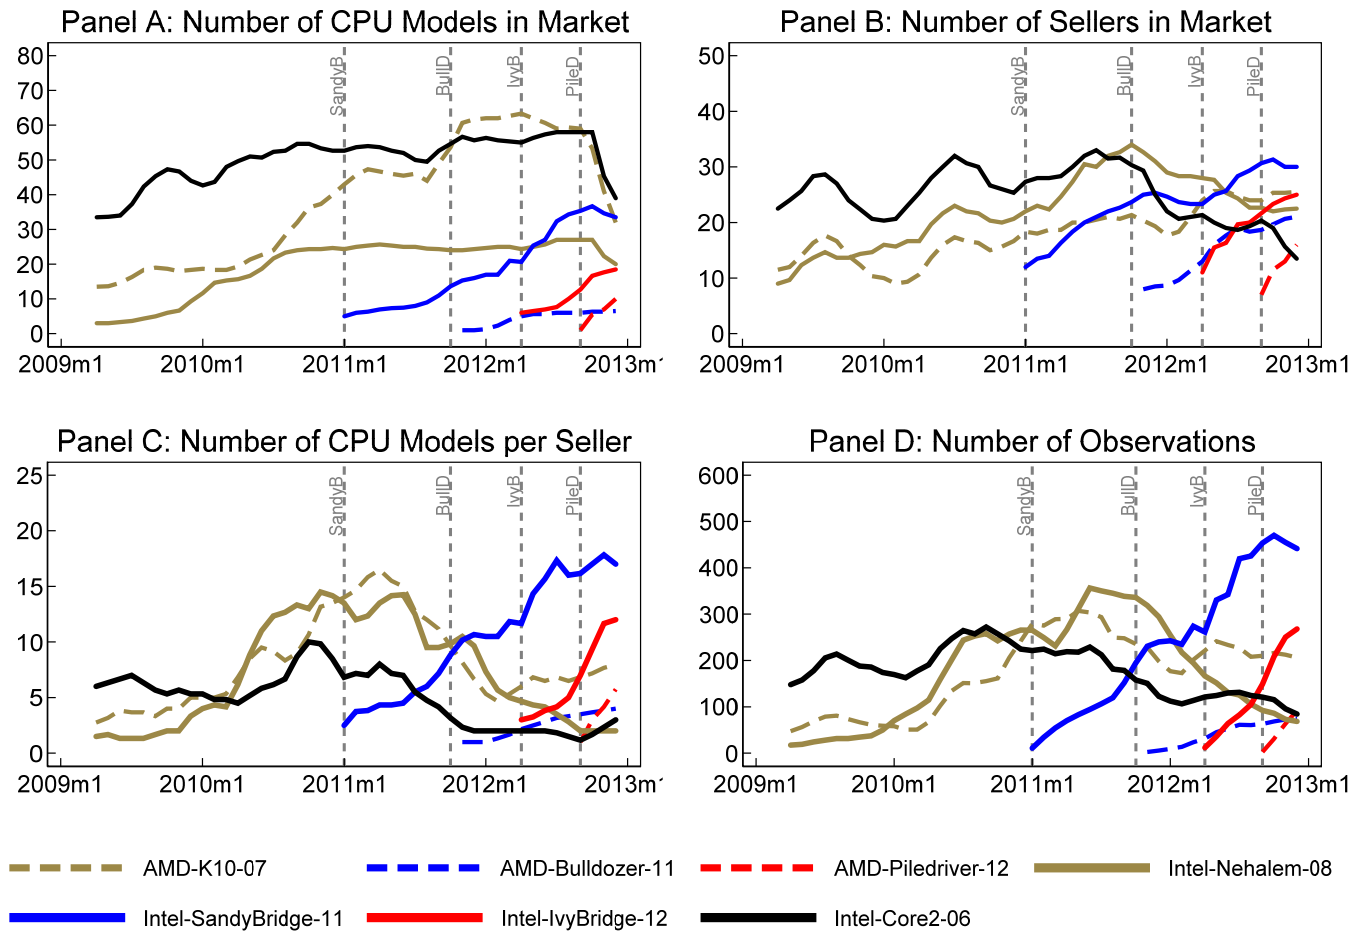 Panel A: Number of CPU Models in Market
80
70
60
50
40
30
20
10
0
SandyB
BullD
IvyB
PileD
2009m1
2010m1
2011m1
2012m1
2013m1
Panel B: Number of Sellers in Market
50
40
30
20
10
0
SandyB
BullD
IvyB
PileD
2009m1
2010m1
2011m1
2012m1
2013m1
Panel C: Number of CPU Models per Seller
25
20
15
10
5
0
SandyB
BullD
IvyB
PileD
2009m1
2010m1
2011m1
2012m1
2013m1
Panel D: Number of Observations
600
500
400
300
200
100
0
SandyB
BullD
IvyB
PileD
2009m1
2010m1
2011m1
2012m1
2013m1
AMD-K10-07
AMD-Bulldozer-11
AMD-Piledriver-12
Intel-Nehalem-08
Intel-SandyBridge-11
Intel-IvyBridge-12
Intel-Core2-06